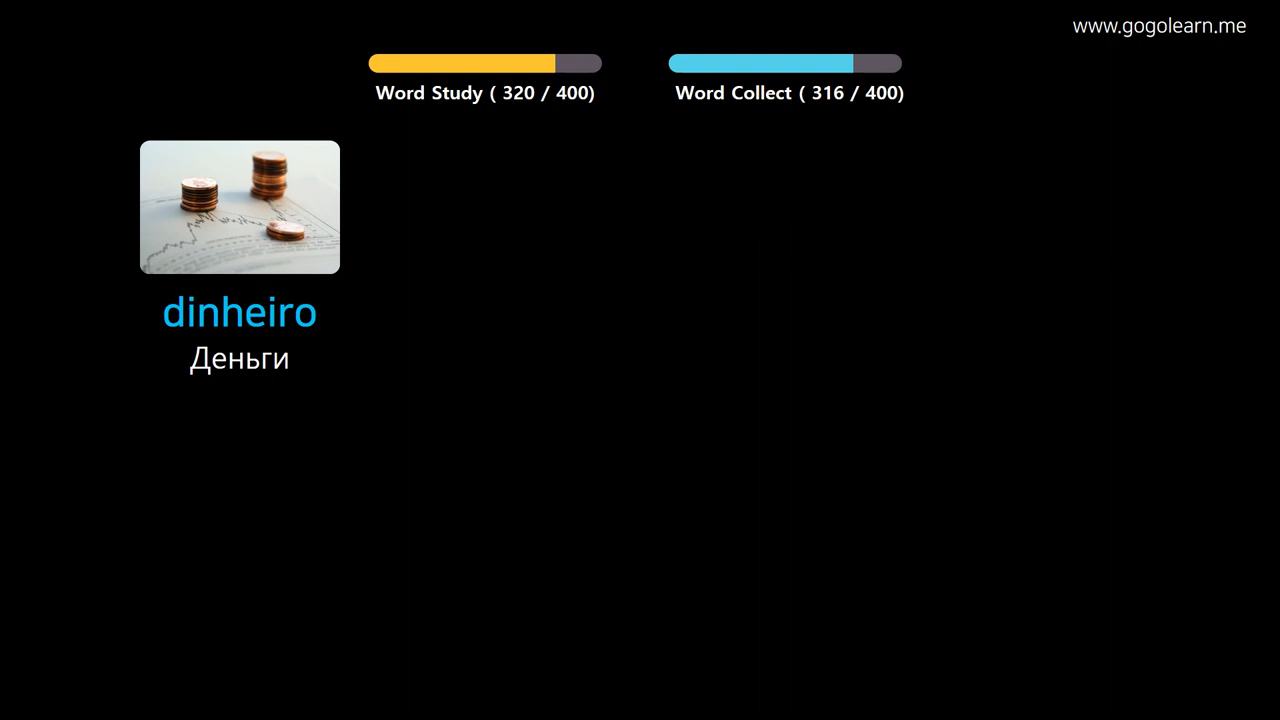 www.gogolearn.me
Word Study ( 320 / 400)
Word Collect ( 316 / 400)
dinheiro
Деньги